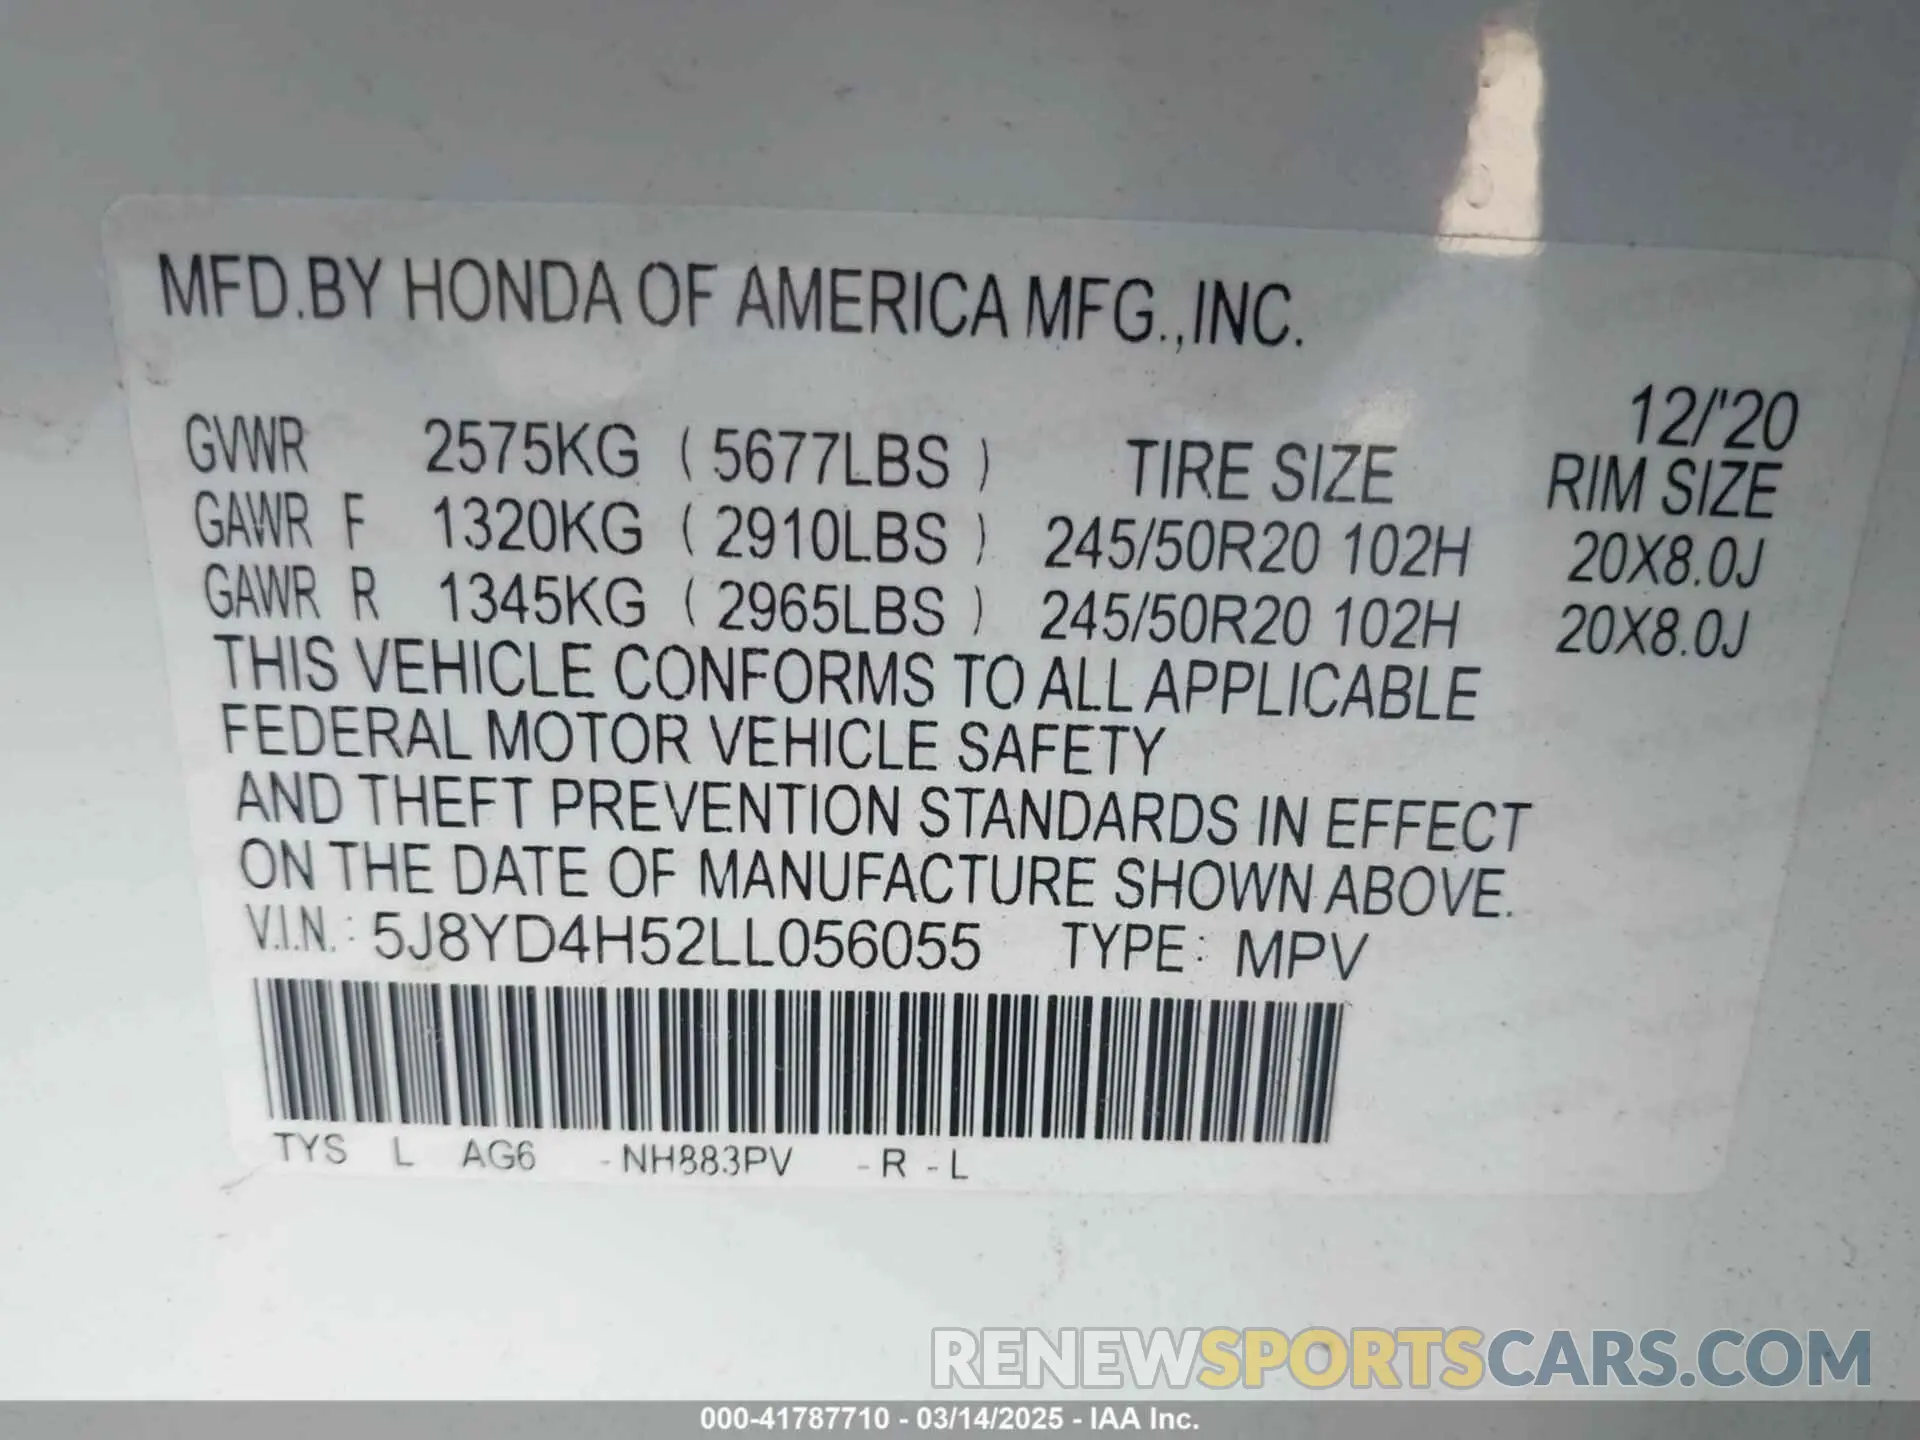 MFD.BY HONDA OF AMERICA MFG.,INC.
12/'20
GVWR 2575KG ( 5677LBS ) TIRE SIZE RIM SIZE
GAWR F 1320KG ( 2910LBS ) 245/50R20 102H 20X8.0J
GAWR R 1345KG ( 2965LBS ) 245/50R20 102H 20X8.0J
THIS VEHICLE CONFORMS TO ALL APPLICABLE
FEDERAL MOTOR VEHICLE SAFETY
AND THEFT PREVENTION STANDARDS IN EFFECT
ON THE DATE OF MANUFACTURE SHOWN ABOVE.
V.I.N. : 5J8YD4H52LL056055 TYPE: MPV
TYS L AG6 - NH883PV - R - L
RENEWSPORTSCARS.COM
000-41787710 - 03/14/2025 - IAA Inc.